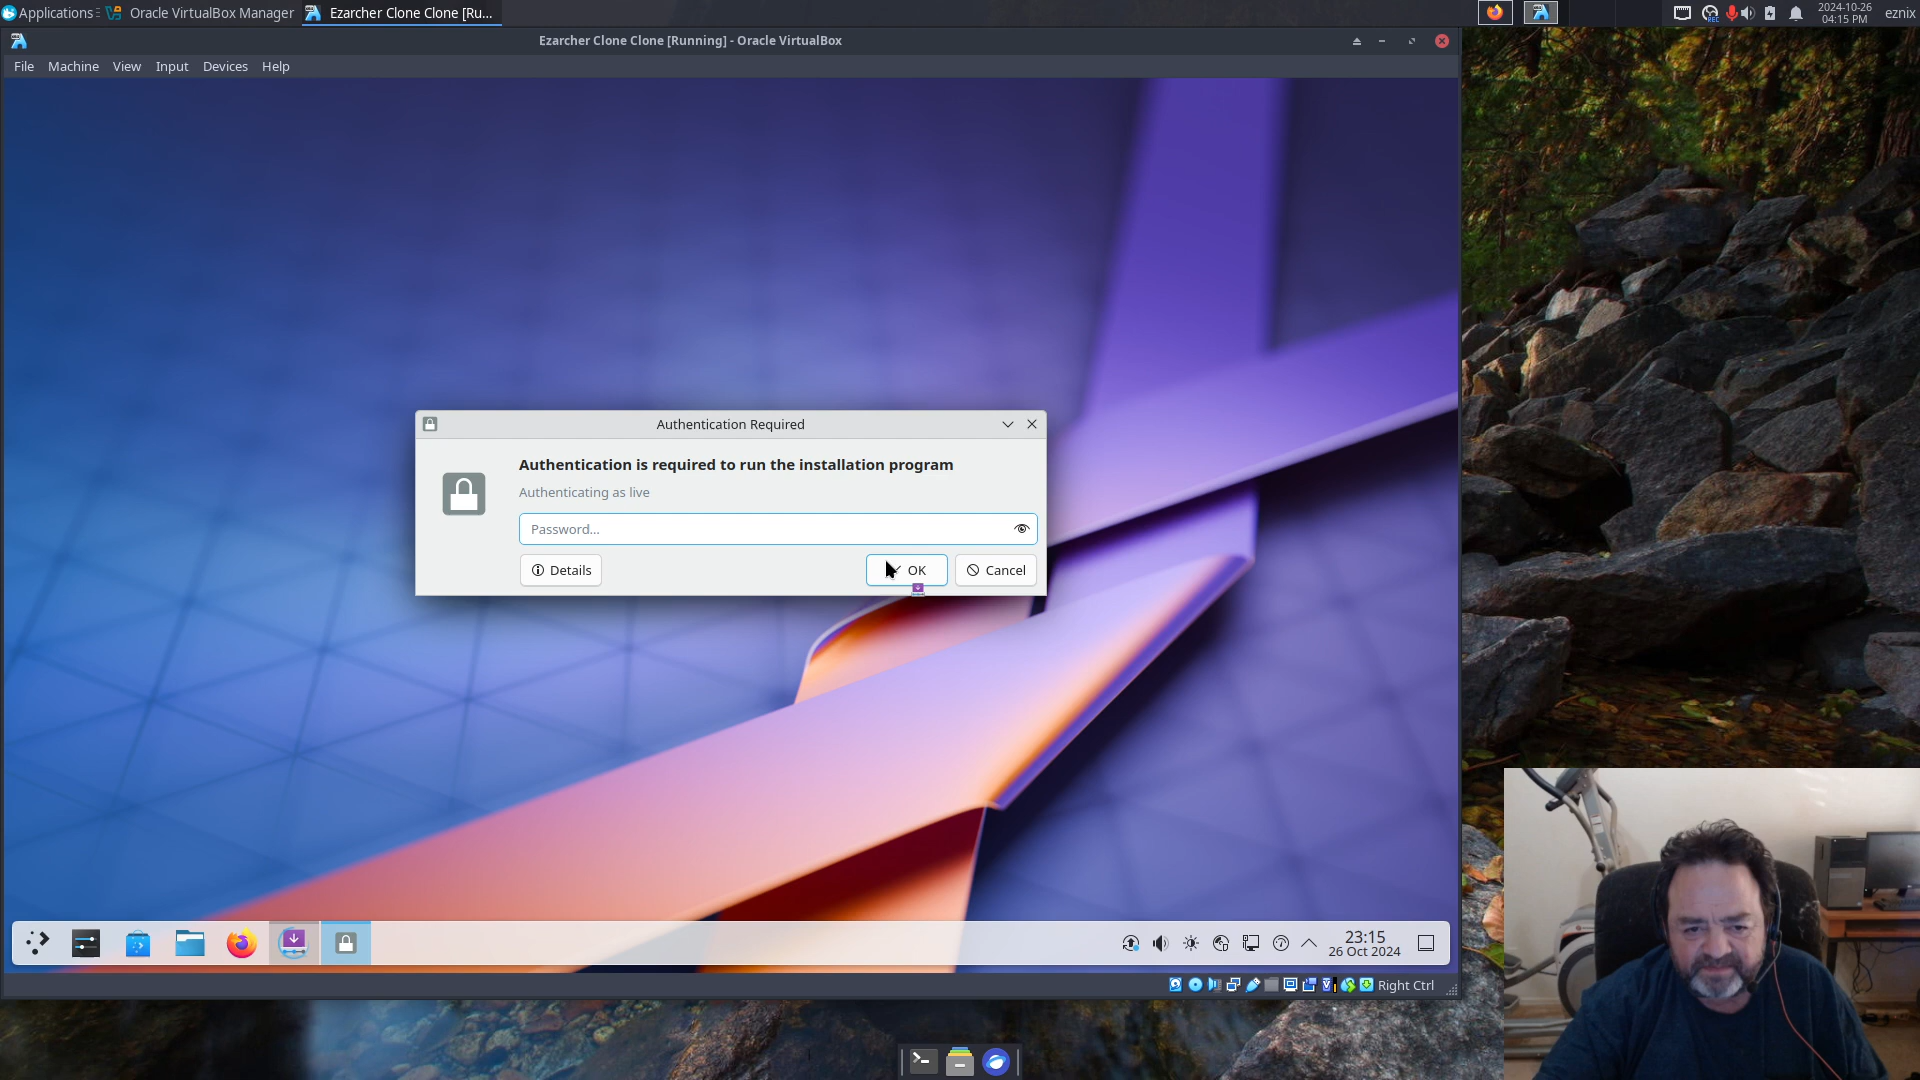 Applications
Oracle VirtualBox Manager
Ezarcher Clone Clone [Ru...
REC
2024-10-26
04:15 PM
eznix
Ezarcher Clone Clone [Running] - Oracle VirtualBox
File Machine View Input Devices Help
Authentication Required
Authentication is required to run the installation program
Authenticating as live
Password...
Details
OK
Cancel
23:15
26 Oct 2024
Right Ctrl